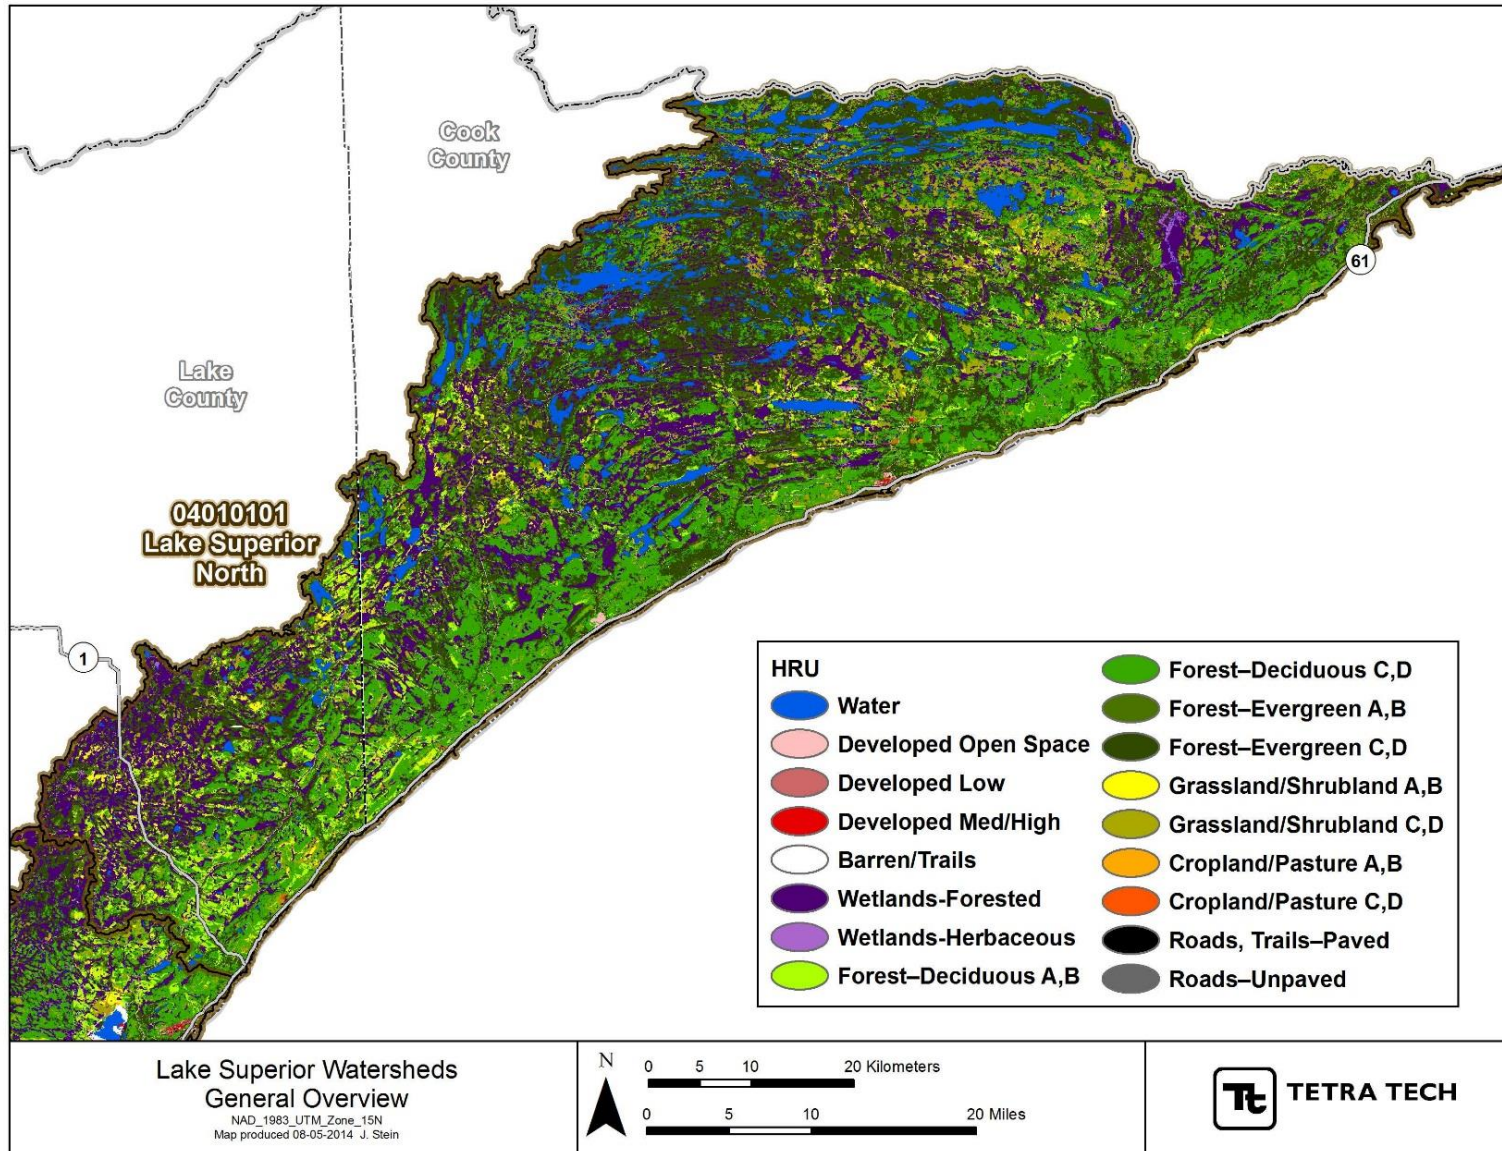 Cook
County
61
Lake
County
04010101
Lake Superior
North
1
HRU
Water
Developed Open Space
Developed Low
Developed Med/High
Barren/Trails
Wetlands-Forested
Wetlands-Herbaceous
Forest–Deciduous A,B
Forest–Deciduous C,D
Forest–Evergreen A,B
Forest–Evergreen C,D
Grassland/Shrubland A,B
Grassland/Shrubland C,D
Cropland/Pasture A,B
Cropland/Pasture C,D
Roads, Trails–Paved
Roads–Unpaved
Lake Superior Watersheds
General Overview
NAD_1983_UTM_Zone_15N
Map produced 08-05-2014 J. Stein
N
0 5 10 20 Kilometers
0 5 10 20 Miles
Tt TETRA TECH